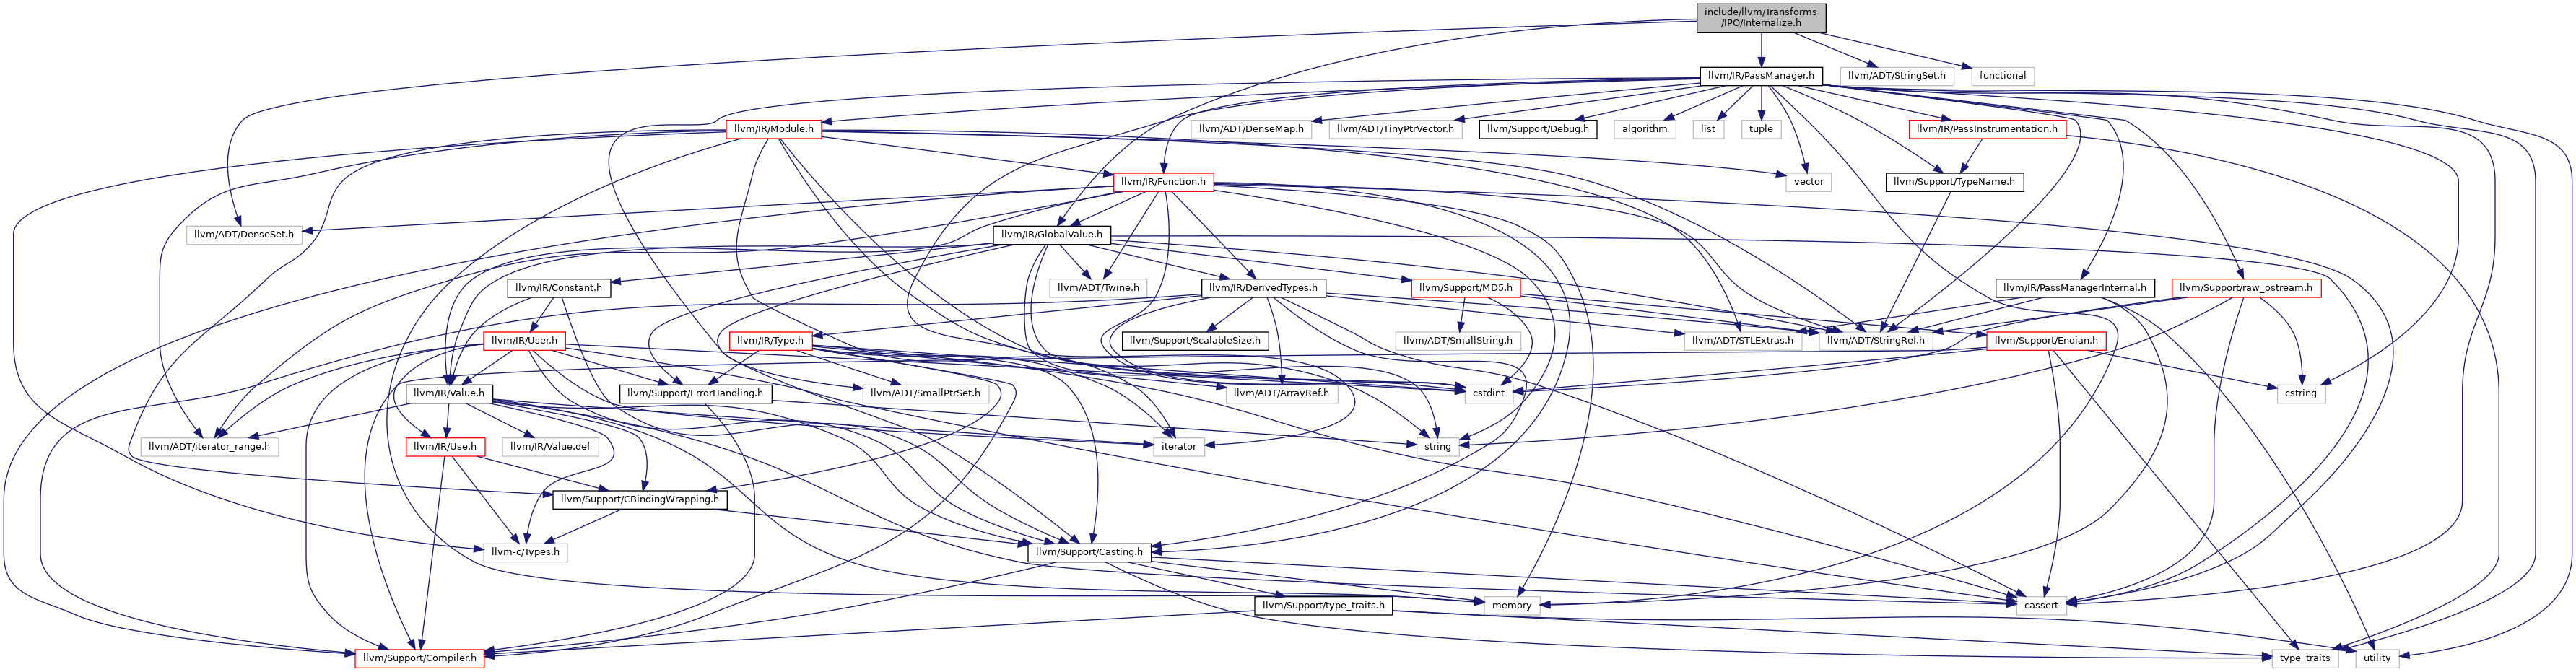 include/llvm/Transforms
/IPO/Internalize.h
llvm/IR/PassManager.h
llvm/ADT/StringSet.h
functional
llvm/IR/Module.h
llvm/ADT/DenseMap.h
llvm/ADT/TinyPtrVector.h
llvm/Support/Debug.h
algorithm
list
tuple
llvm/IR/PassInstrumentation.h
llvm/IR/Function.h
vector
llvm/Support/TypeName.h
llvm/ADT/DenseSet.h
llvm/IR/GlobalValue.h
llvm/IR/Constant.h
llvm/ADT/Twine.h
llvm/IR/DerivedTypes.h
llvm/Support/MD5.h
llvm/IR/PassManagerInternal.h
llvm/Support/raw_ostream.h
llvm/IR/User.h
llvm/IR/Type.h
llvm/Support/ScalableSize.h
llvm/ADT/SmallString.h
llvm/ADT/STLExtras.h
llvm/ADT/StringRef.h
llvm/Support/Endian.h
llvm/IR/Value.h
llvm/Support/ErrorHandling.h
llvm/ADT/SmallPtrSet.h
llvm/ADT/ArrayRef.h
cstdint
cstring
llvm/ADT/iterator_range.h
llvm/IR/Use.h
llvm/IR/Value.def
iterator
string
llvm/Support/CBindingWrapping.h
llvm-c/Types.h
llvm/Support/Casting.h
llvm/Support/type_traits.h
memory
cassert
llvm/Support/Compiler.h
type_traits
utility